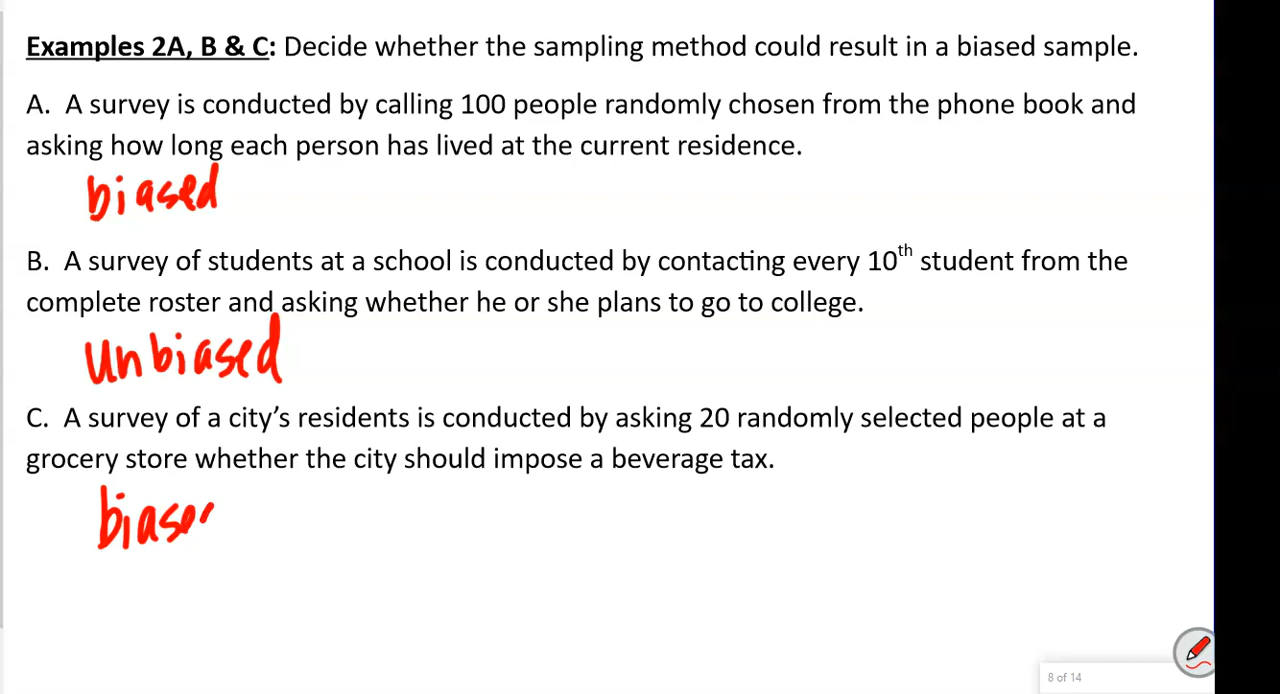 Examples 2A, B & C: Decide whether the sampling method could result in a biased sample.
A. A survey is conducted by calling 100 people randomly chosen from the phone book and
asking how long each person has lived at the current residence.
biased
B. A survey of students at a school is conducted by contacting every 10th student from the
complete roster and asking whether he or she plans to go to college.
Unbiased
C. A survey of a city's residents is conducted by asking 20 randomly selected people at a
grocery store whether the city should impose a beverage tax.
8 of 14